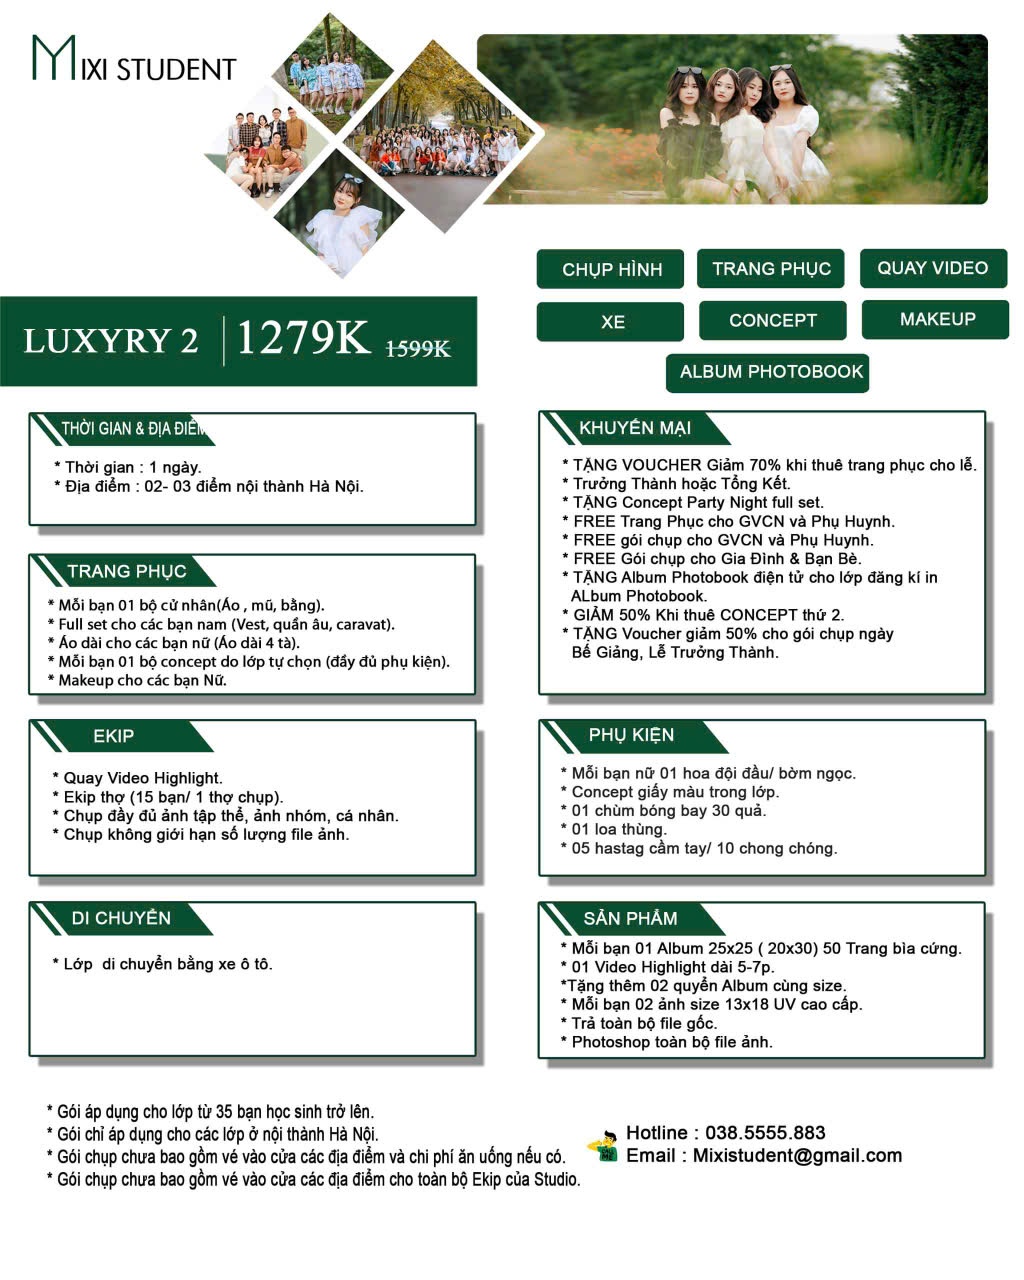 MIXI STUDENT
CHỤP HÌNH
TRANG PHỤC
QUAY VIDEO
XE
CONCEPT
MAKEUP
ALBUM PHOTOBOOK
LUXYRY 2
1279K
1599K
THỜI GIAN & ĐỊA ĐIỂM
* Thời gian : 1 ngày.
* Địa điểm : 02- 03 điểm nội thành Hà Nội.
TRANG PHỤC
* Mỗi bạn 01 bộ cử nhân(Áo , mũ, bằng).
* Full set cho các bạn nam (Vest, quần âu, caravat).
* Áo dài cho các bạn nữ (Áo dài 4 tà).
* Mỗi bạn 01 bộ concept do lớp tự chọn (đầy đủ phụ kiện).
* Makeup cho các bạn Nữ.
EKIP
* Quay Video Highlight.
* Ekip thợ (15 bạn/ 1 thợ chụp).
* Chụp đầy đủ ảnh tập thể, ảnh nhóm, cá nhân.
* Chụp không giới hạn số lượng file ảnh.
DI CHUYỂN
* Lớp  di chuyển bằng xe ô tô.
KHUYẾN MẠI
* TẶNG VOUCHER Giảm 70% khi thuê trang phục cho lễ.
* Trưởng Thành hoặc Tổng Kết.
* TẶNG Concept Party Night full set.
* FREE Trang Phục cho GVCN và Phụ Huynh.
* FREE gói chụp cho GVCN và Phụ Huynh.
* FREE Gói chụp cho Gia Đình & Bạn Bè.
* TẶNG Album Photobook điện tử cho lớp đăng kí in
ALbum Photobook.
* GIẢM 50% Khi thuê CONCEPT thứ 2.
* TẶNG Voucher giảm 50% cho gói chụp ngày
Bế Giảng, Lễ Trưởng Thành.
PHỤ KIỆN
* Mỗi bạn nữ 01 hoa đội đầu/ bờm ngọc.
* Concept giấy màu trong lớp.
* 01 chùm bóng bay 30 quả.
* 01 loa thùng.
* 05 hastag cầm tay/ 10 chong chóng.
SẢN PHẨM
* Mỗi bạn 01 Album 25x25 ( 20x30) 50 Trang bìa cứng.
* 01 Video Highlight dài 5-7p.
*Tặng thêm 02 quyển Album cùng size.
* Mỗi bạn 02 ảnh size 13x18 UV cao cấp.
* Trả toàn bộ file gốc.
* Photoshop toàn bộ file ảnh.
* Gói áp dụng cho lớp từ 35 bạn học sinh trở lên.
* Gói chỉ áp dụng cho các lớp ở nội thành Hà Nội.
* Gói chụp chưa bao gồm vé vào cửa các địa điểm và chi phí ăn uống nếu có.
* Gói chụp chưa bao gồm vé vào cửa các địa điểm cho toàn bộ Ekip của Studio.
Hotline : 038.5555.883
Email : Mixistudent@gmail.com